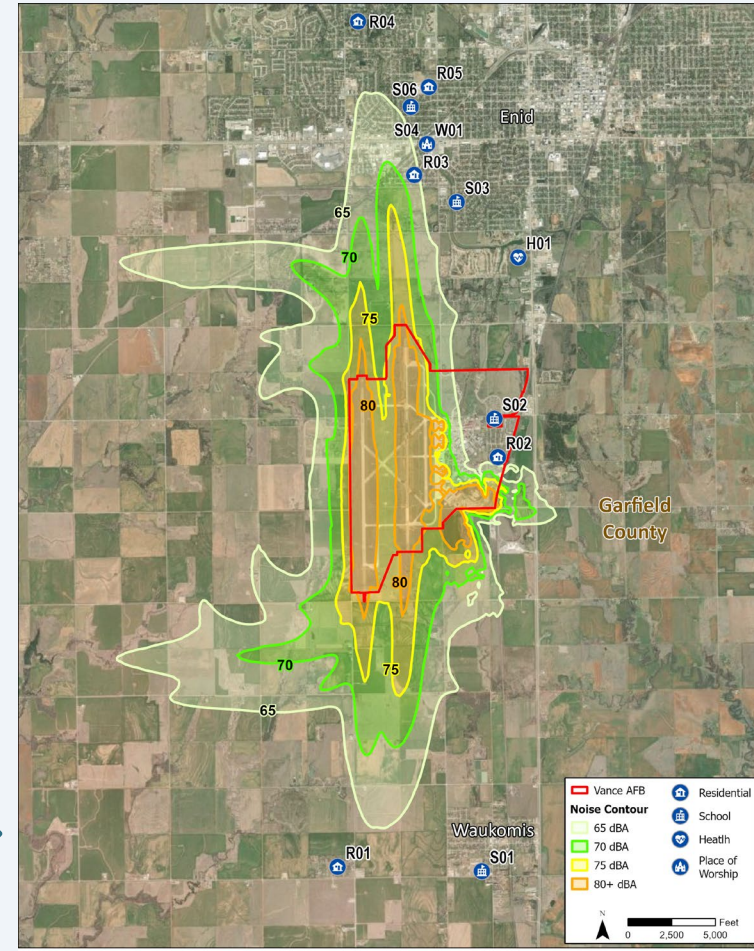 R04
R05
S06
Enid
S04 W01
R03
S03
65
H01
70
75
80
S02
R02
Garfield
County
80
70
75
65
Waukomis
R01
S01
Vance AFB
Noise Contour
65 dBA
70 dBA
75 dBA
80+ dBA
Residential
School
Heatlh
Place of
Worship
N
Feet
0 2,500 5,000